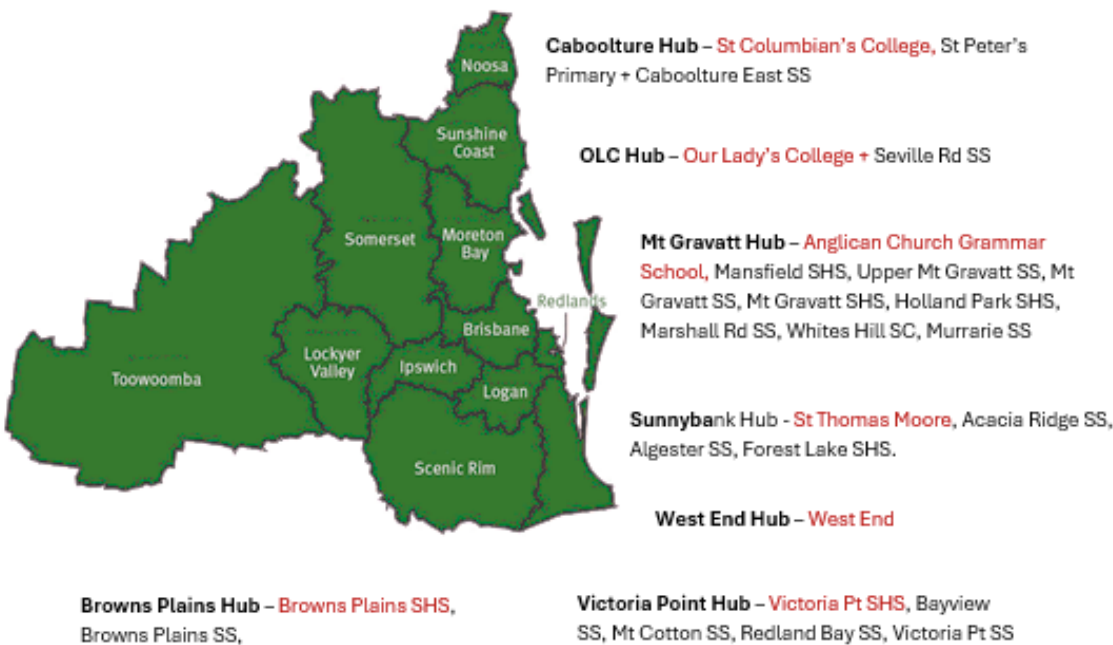 Caboolture Hub – St Columbian's College, St Peter's
Primary + Caboolture East SS
OLC Hub – Our Lady's College + Seville Rd SS
Mt Gravatt Hub – Anglican Church Grammar
School, Mansfield SHS, Upper Mt Gravatt SS, Mt
Gravatt SS, Mt Gravatt SHS, Holland Park SHS,
Marshall Rd SS, Whites Hill SC, Murrarie SS
Sunnybank Hub - St Thomas Moore, Acacia Ridge SS,
Algester SS, Forest Lake SHS.
West End Hub – West End
Noosa
Sunshine
Coast
Somerset
Moreton
Bay
Redlands
Brisbane
Lockyer
Valley
Ipswich
Toowoomba
Logan
Scenic Rim
Browns Plains Hub – Browns Plains SHS,
Browns Plains SS,
Victoria Point Hub – Victoria Pt SHS, Bayview
SS, Mt Cotton SS, Redland Bay SS, Victoria Pt SS